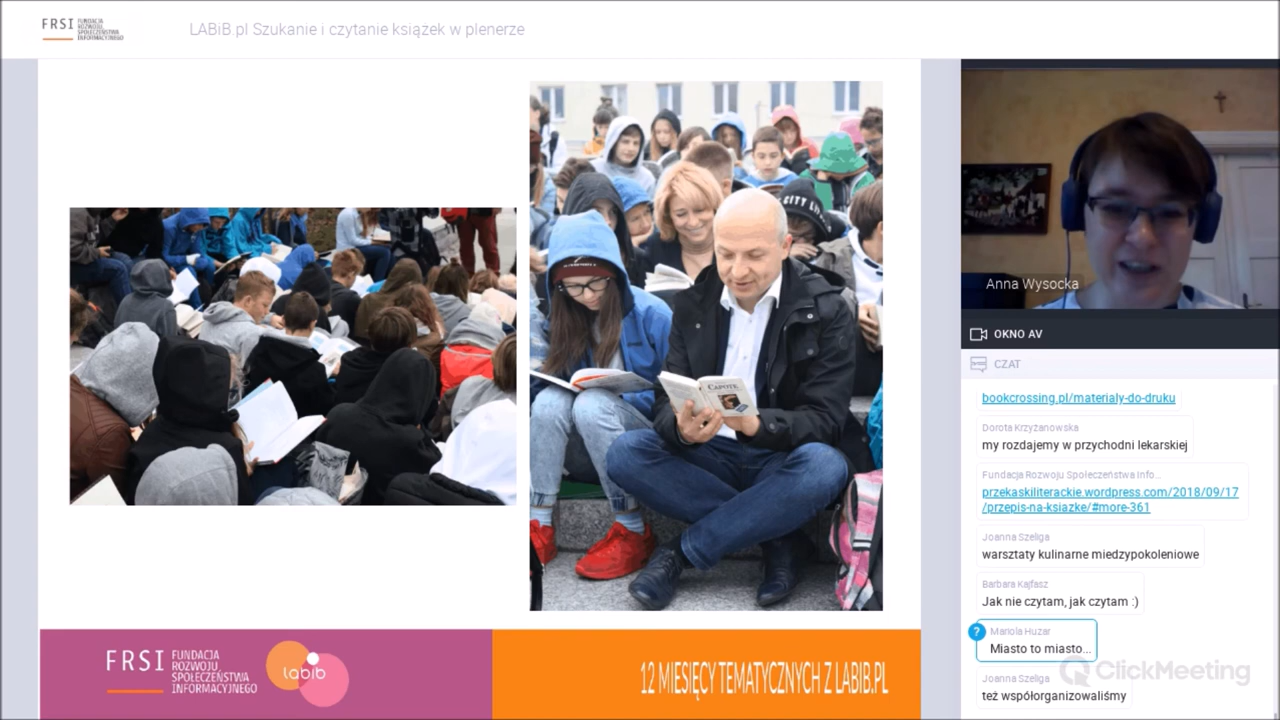 FRSI
FUNDACJA
ROZWOJU
SPOŁECZEŃSTWA
INFORMACYJNEGO
LABiB.pl Szukanie i czytanie książek w plenerze
CITY
CAPOTE
FRSI
FUNDACJA
ROZWOJU
SPOŁECZEŃSTWA
INFORMACYJNEGO
labib
12 MIESIĘCY TEMATYCZNYCH Z LABIB.PL
Anna Wysocka
OKNO AV
CZAT
bookcrossing.pl/materialy-do-druku
Dorota Krzyżanowska
my rozdajemy w przychodni lekarskiej
Fundacja Rozwoju Społeczeństwa Info...
przekaskiliterackie.wordpress.com/2018/09/17
/przepis-na-ksiazke/#more-361
Joanna Szeliga
warsztaty kulinarne miedzypokoleniowe
Barbara Kajfasz
Jak nie czytam, jak czytam :)
?
Mariola Huzar
Miasto to miasto...
ClickMeeting
Joanna Szeliga
też współorganizowaliśmy